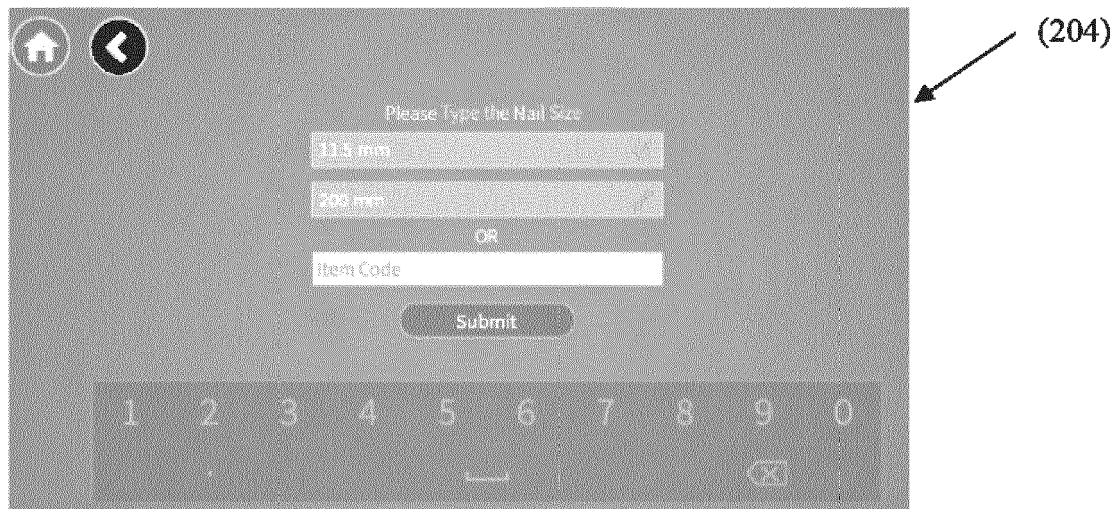 (204)
Please Type the Nail Size
11.5 mm
200 mm
OR
Item Code
Submit
1 2 3 4 5 6 7 8 9 0
.